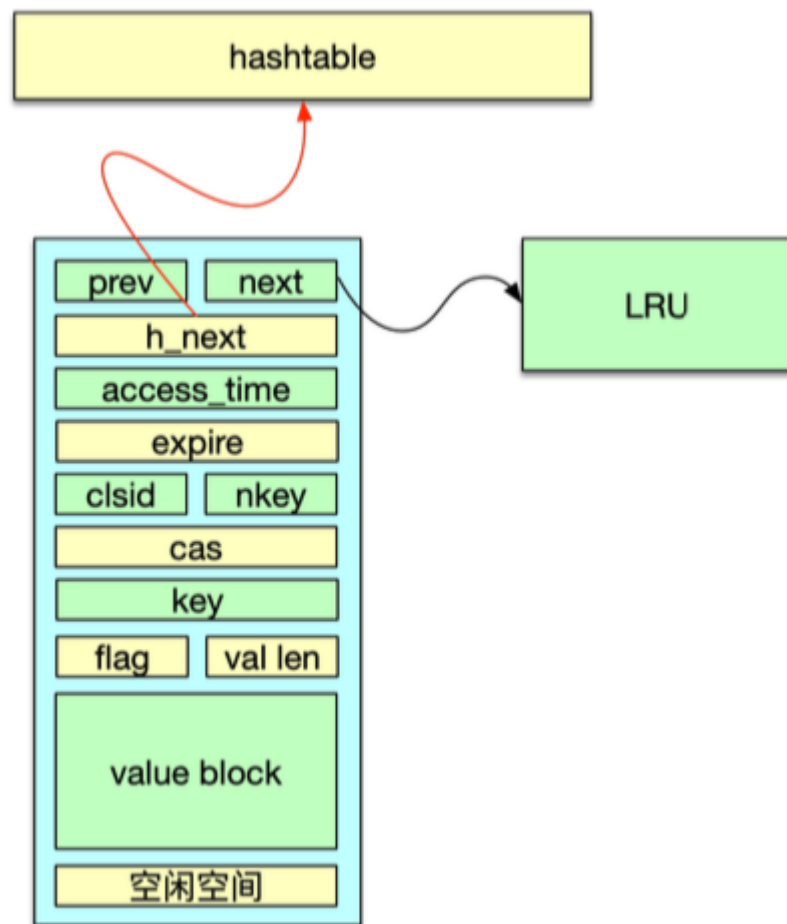 hashtable
prev next
h_next
access_time
expire
clsid nkey
cas
key
flag val len
value block
空闲空间
LRU